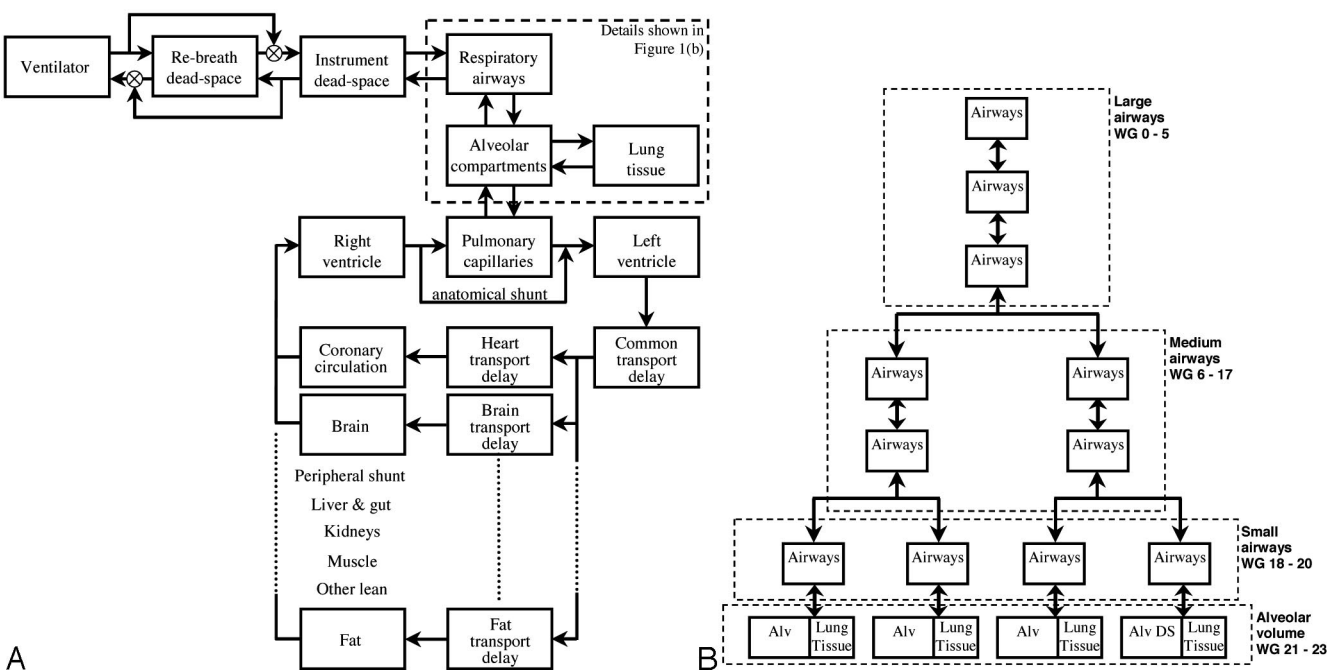 Ventilator
Re-breath
dead-space
Instrument
dead-space
Details shown in
Figure 1(b)
Respiratory
airways
Alveolar
compartments
Lung
tissue
Right
ventricle
Pulmonary
capillaries
Left
ventricle
anatomical shunt
Coronary
circulation
Heart
transport
delay
Common
transport
delay
Brain
Brain
transport
delay
Peripheral shunt
Liver & gut
Kidneys
Muscle
Other lean
Fat
Fat
transport
delay
A
Airways
Airways
Airways
Large
airways
WG 0 - 5
Airways
Airways
Airways
Airways
Medium
airways
WG 6 - 17
Airways
Airways
Airways
Airways
Small
airways
WG 18 - 20
Alv
Lung
Tissue
Alv
Lung
Tissue
Alv
Lung
Tissue
Alv DS
Lung
Tissue
Alveolar
volume
WG 21 - 23
B